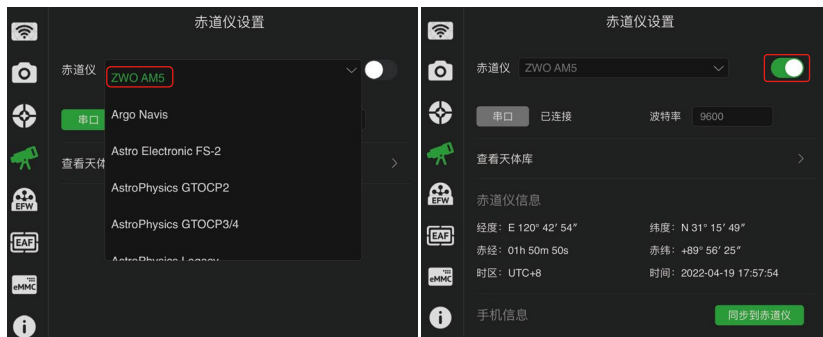 赤道仪设置
赤道仪
ZWO AM5
Argo Navis
串口
Astro Electronic FS-2
查看天体
AstroPhysics GTOCP2
AstroPhysics GTOCP3/4
AstroPhysics Legacy
EFW
EAF
eMMC
赤道仪设置
赤道仪 ZWO AM5
串口 已连接 波特率 9600
查看天体库
赤道仪信息
经度: E 120° 42′ 54″ 纬度: N 31° 15′ 49″
赤经: 01h 50m 50s 赤纬: +89° 56′ 25″
时区: UTC+8 时间: 2022-04-19 17:57:54
手机信息 同步到赤道仪
EFW
EAF
eMMC